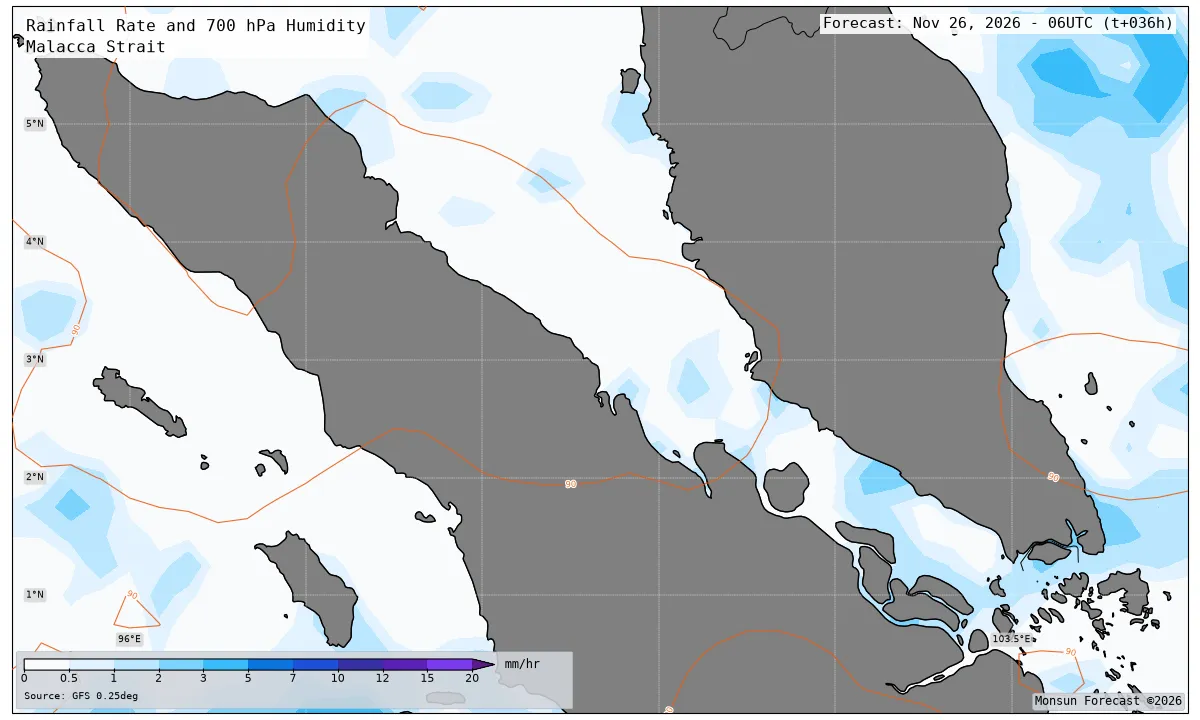 Rainfall Rate and 700 hPa Humidity
Malacca Strait
Forecast: Nov 26, 2026 - 06UTC (t+036h)
5°N
4°N
90
3°N
2°N
90
90
1°N
90
96°E
103.5°E
90
mm/hr
0 0.5 1 2 3 5 7 10 12 15 20
Source: GFS 0.25deg
Monsun Forecast ©2026